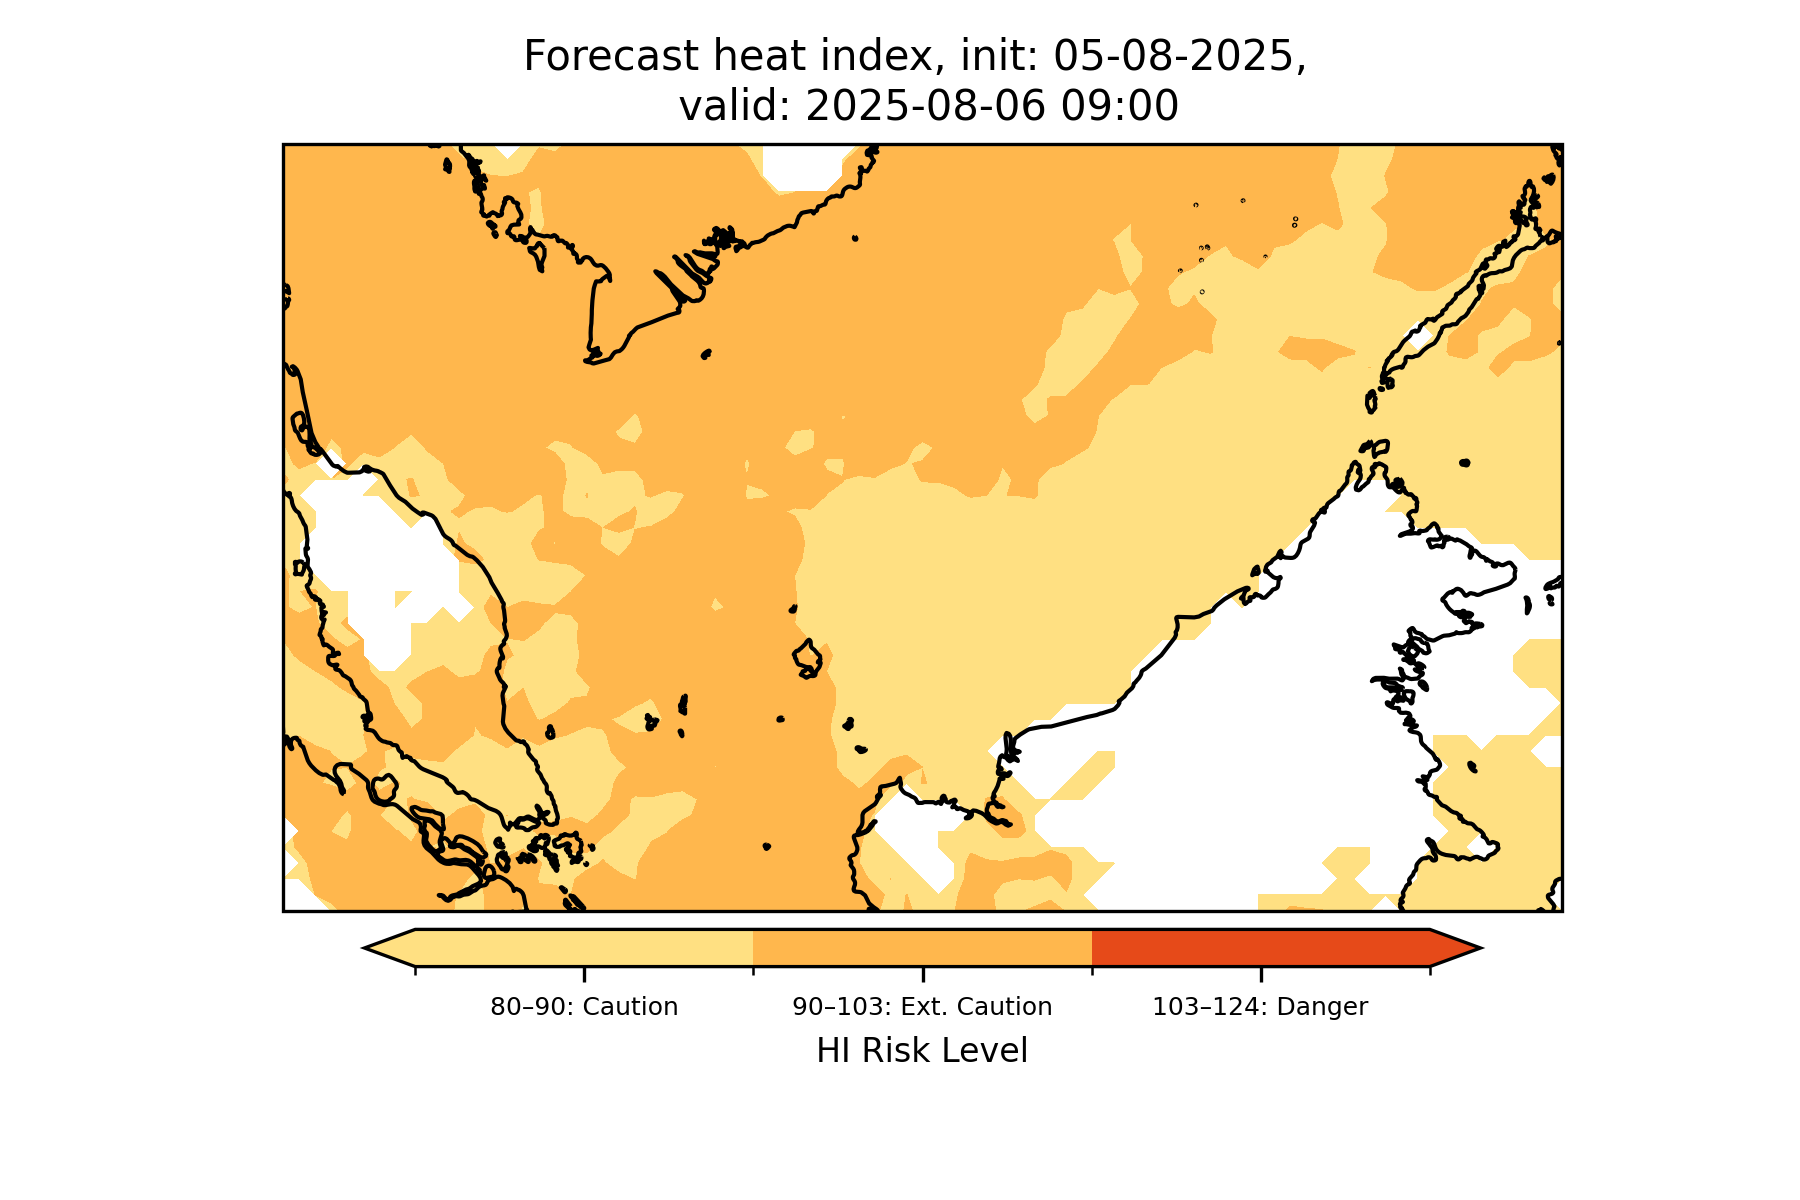 Forecast heat index, init: 05-08-2025,
valid: 2025-08-06 09:00
80–90: Caution
90–103: Ext. Caution
103–124: Danger
HI Risk Level